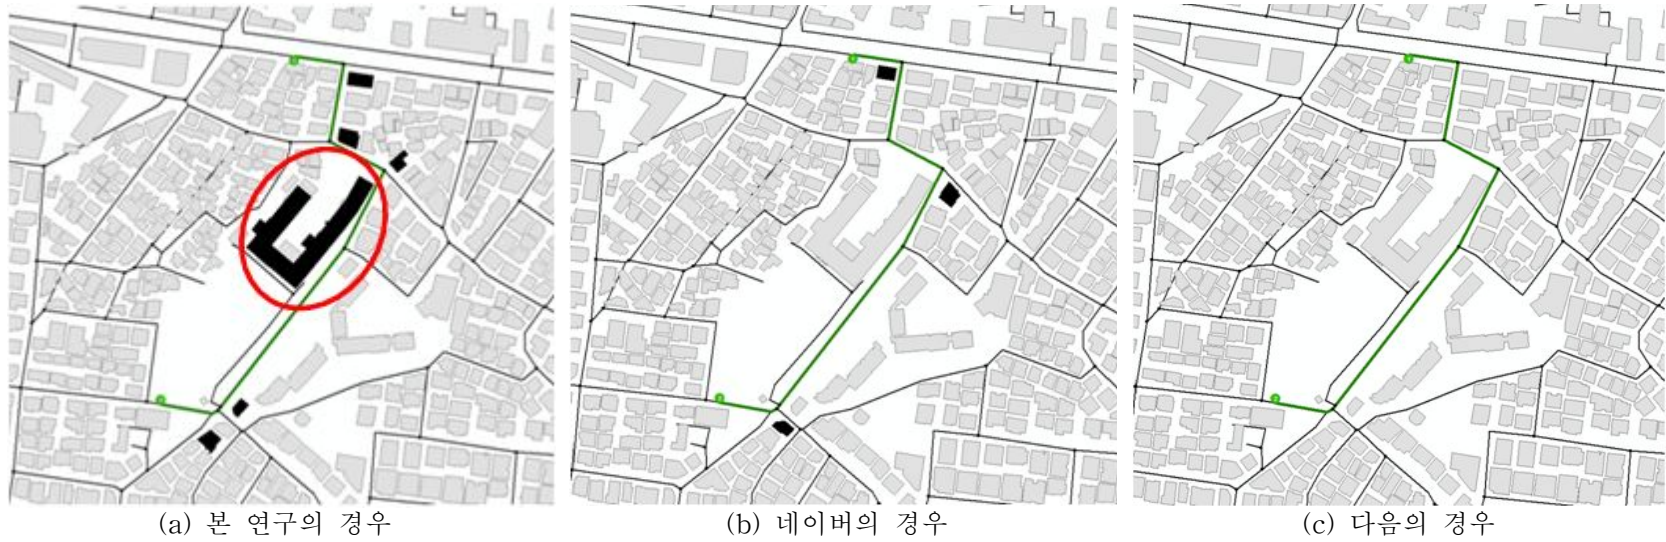 (a) 본 연구의 경우
(b) 네이버의 경우
(c) 다음의 경우